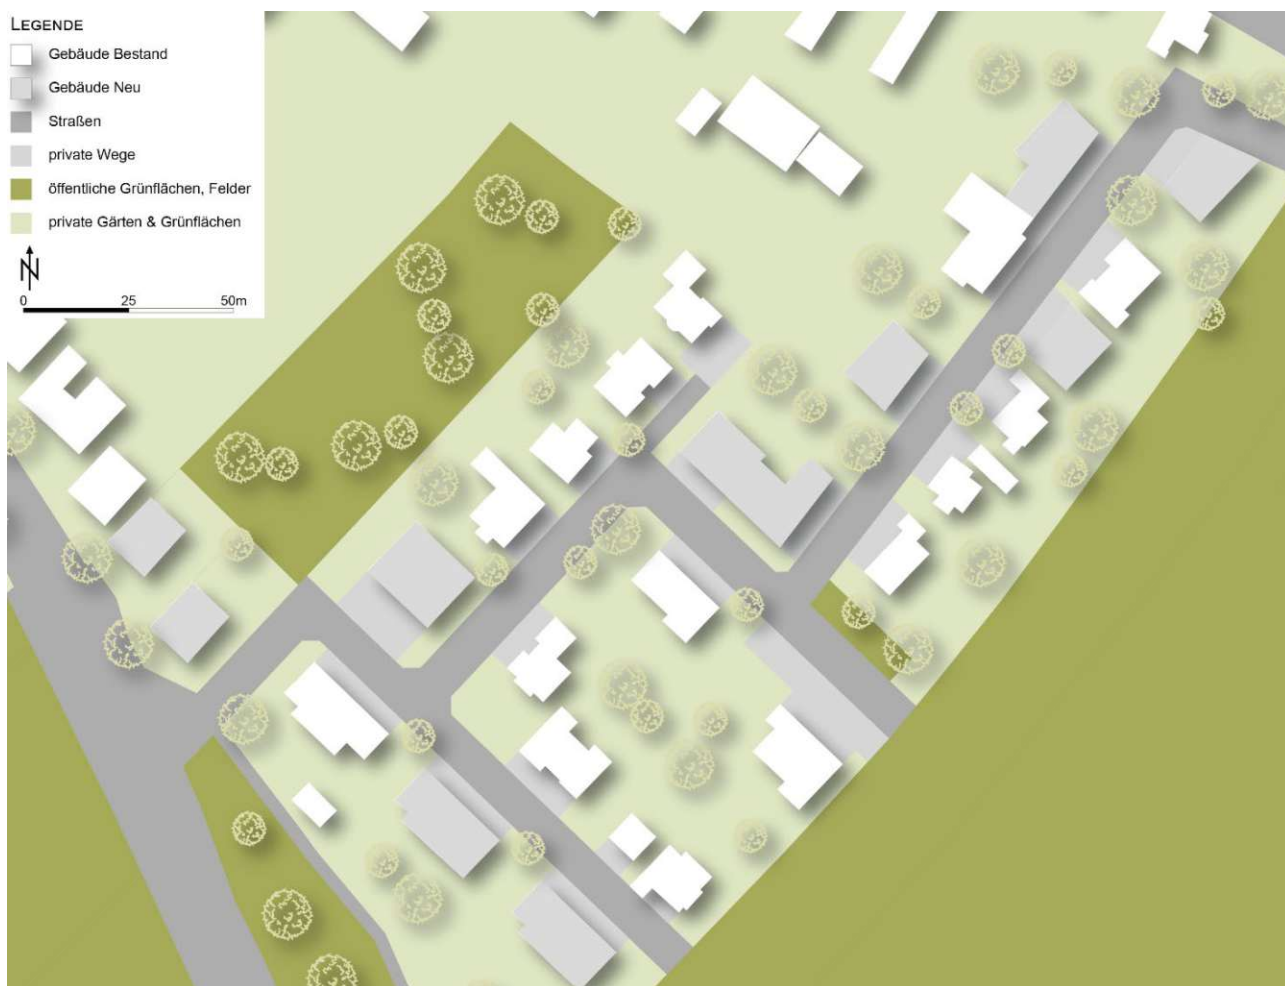 LEGENDE
Gebäude Bestand
Gebäude Neu
Straßen
private Wege
öffentliche Grünflächen, Felder
private Gärten & Grünflächen
N
0 25 50m